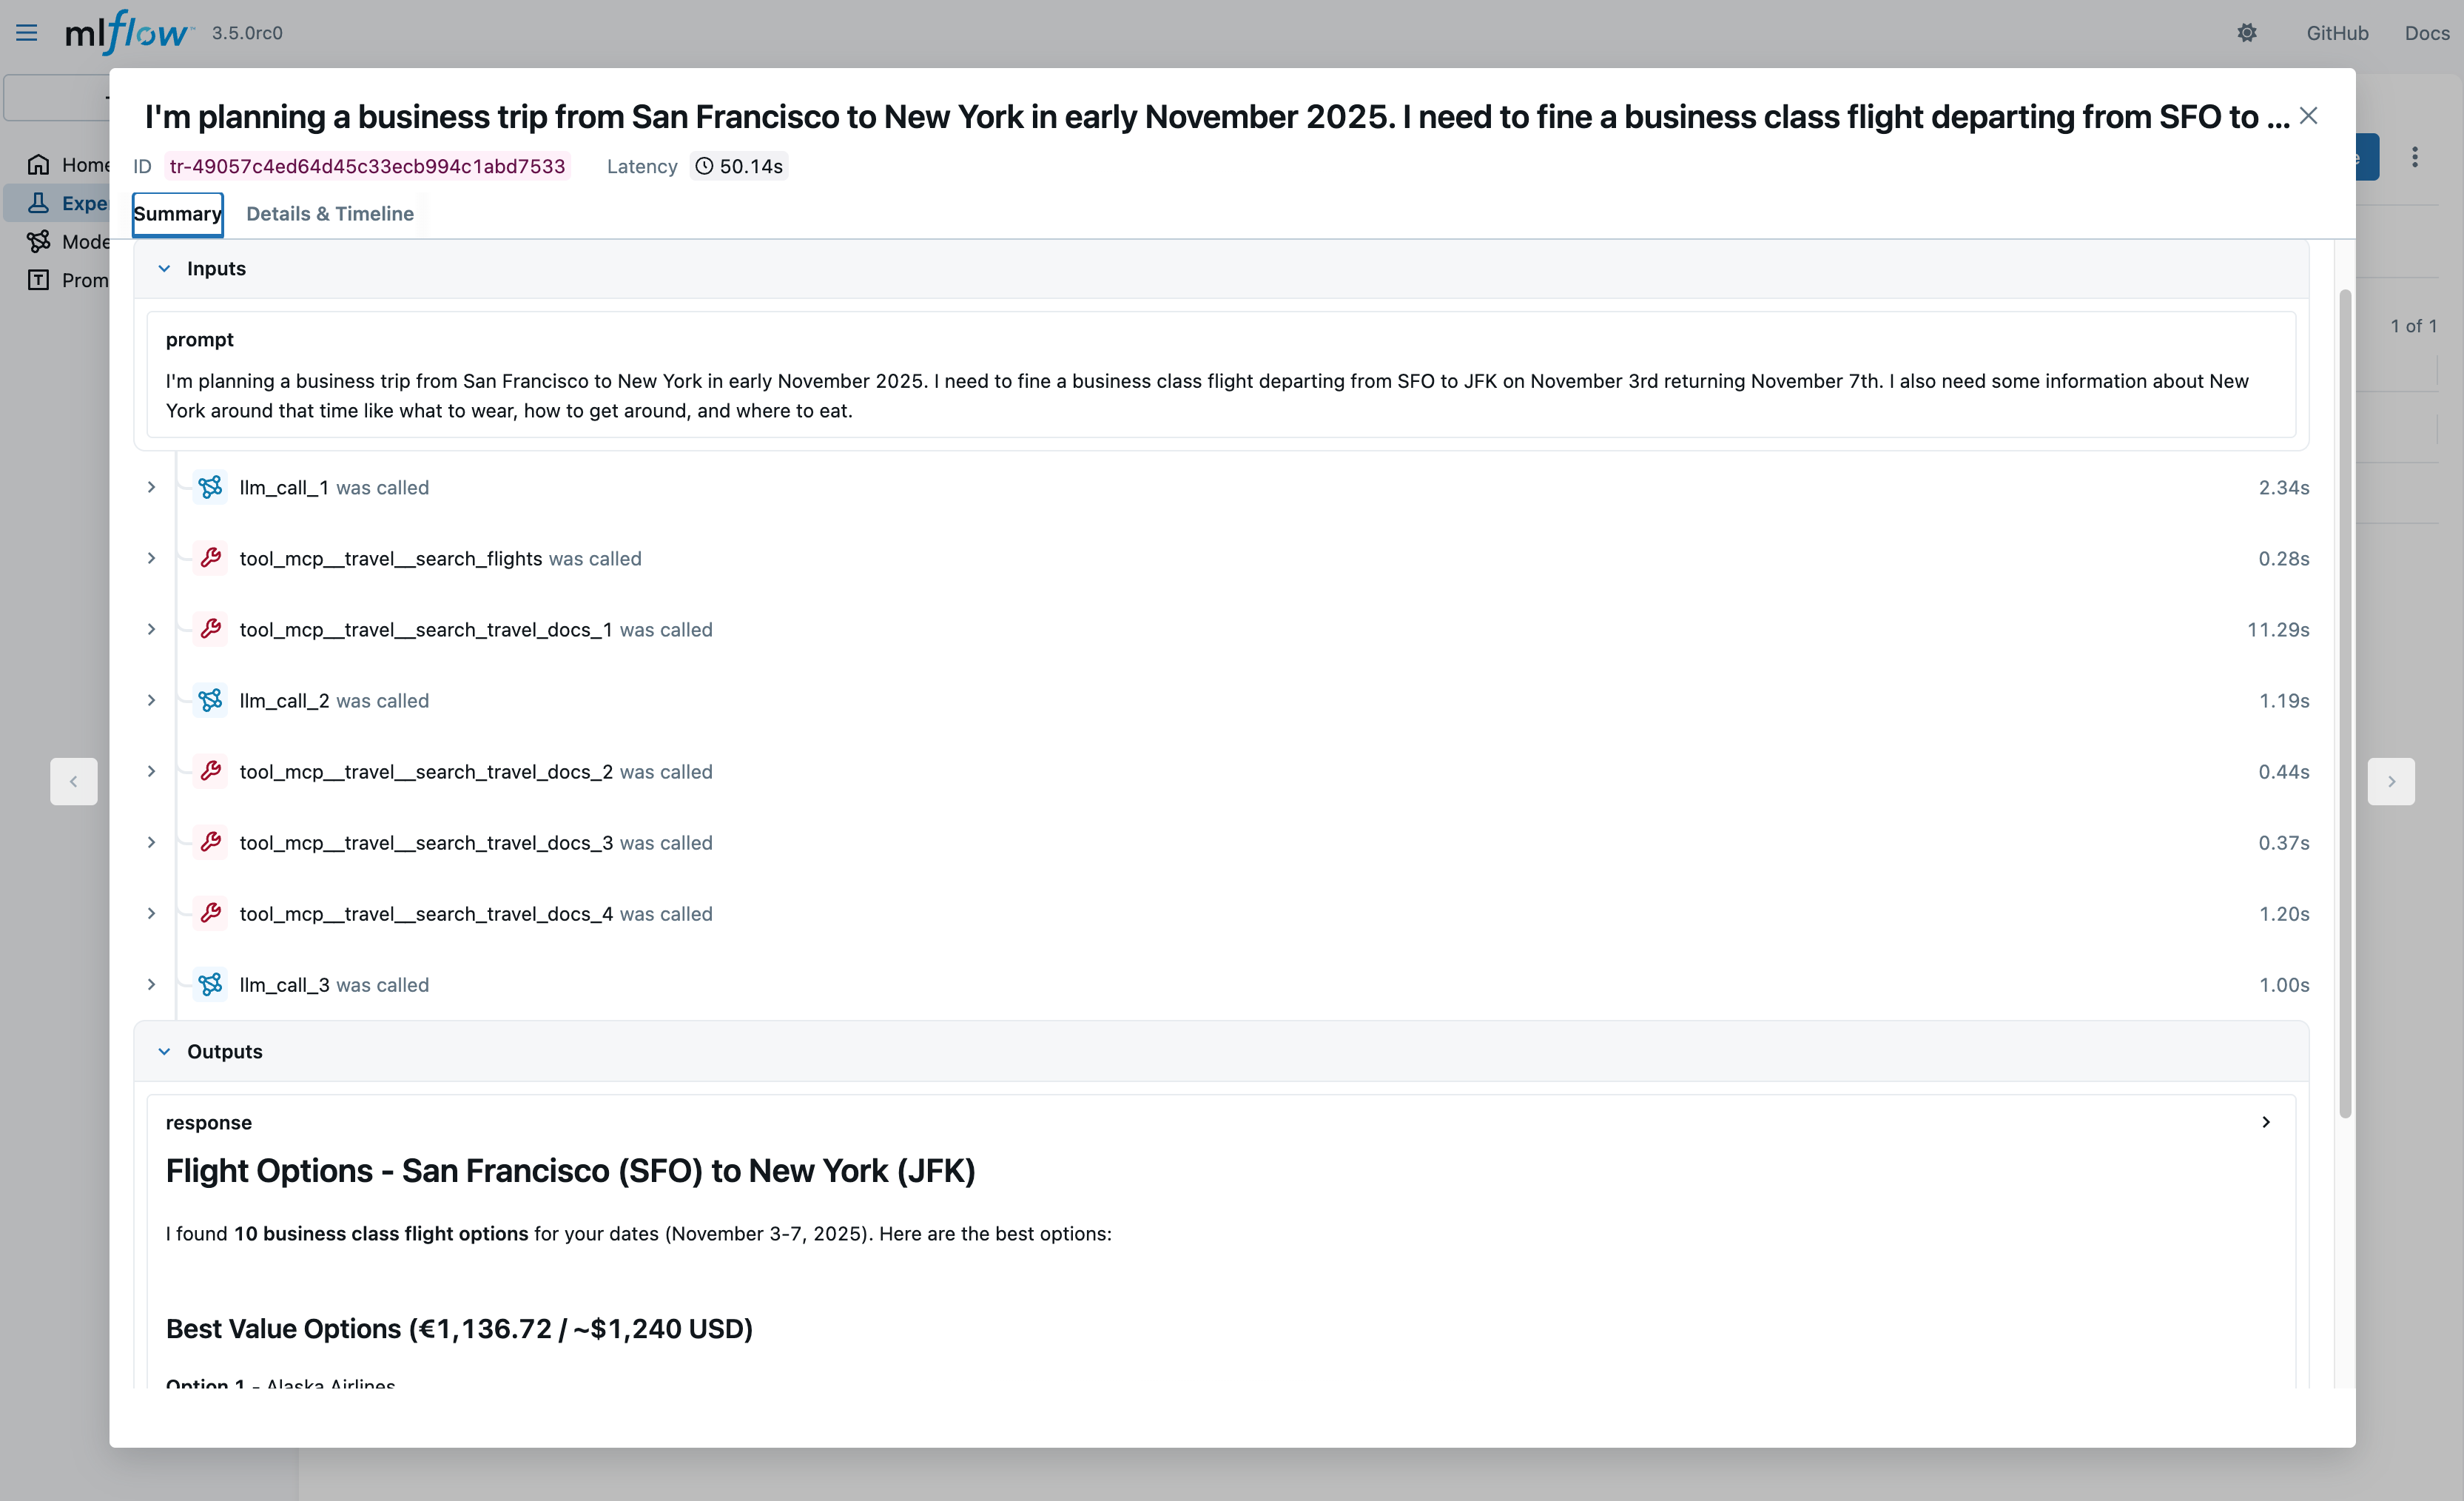 mlflow 3.5.0rc0
GitHub
Docs
I'm planning a business trip from San Francisco to New York in early November 2025. I need to fine a business class flight departing from SFO to ...
ID tr-49057c4ed64d45c33ecb994c1abd7533 Latency 50.14s
Home
Expe
Mode
Prom
Summary
Details & Timeline
1 of 1
Inputs
prompt
I'm planning a business trip from San Francisco to New York in early November 2025. I need to fine a business class flight departing from SFO to JFK on November 3rd returning November 7th. I also need some information about New
York around that time like what to wear, how to get around, and where to eat.
llm_call_1 was called 2.34s
tool_mcp__travel__search_flights was called 0.28s
tool_mcp__travel__search_travel_docs_1 was called 11.29s
llm_call_2 was called 1.19s
tool_mcp__travel__search_travel_docs_2 was called 0.44s
tool_mcp__travel__search_travel_docs_3 was called 0.37s
tool_mcp__travel__search_travel_docs_4 was called 1.20s
llm_call_3 was called 1.00s
Outputs
response
Flight Options - San Francisco (SFO) to New York (JFK)
I found 10 business class flight options for your dates (November 3-7, 2025). Here are the best options:
Best Value Options (€1,136.72 / ~$1,240 USD)
Option 1 - Alaska Airlines